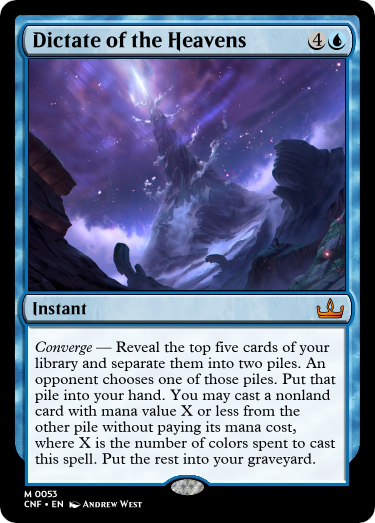 Dictate of the Heavens 4
Instant
Converge — Reveal the top five cards of your
library and separate them into two piles. An
opponent chooses one of those piles. Put that
pile into your hand. You may cast a nonland
card with mana value X or less from the
other pile without paying its mana cost,
where X is the number of colors spent to cast
this spell. Put the rest into your graveyard.
M 0053
CNF • EN Andrew West